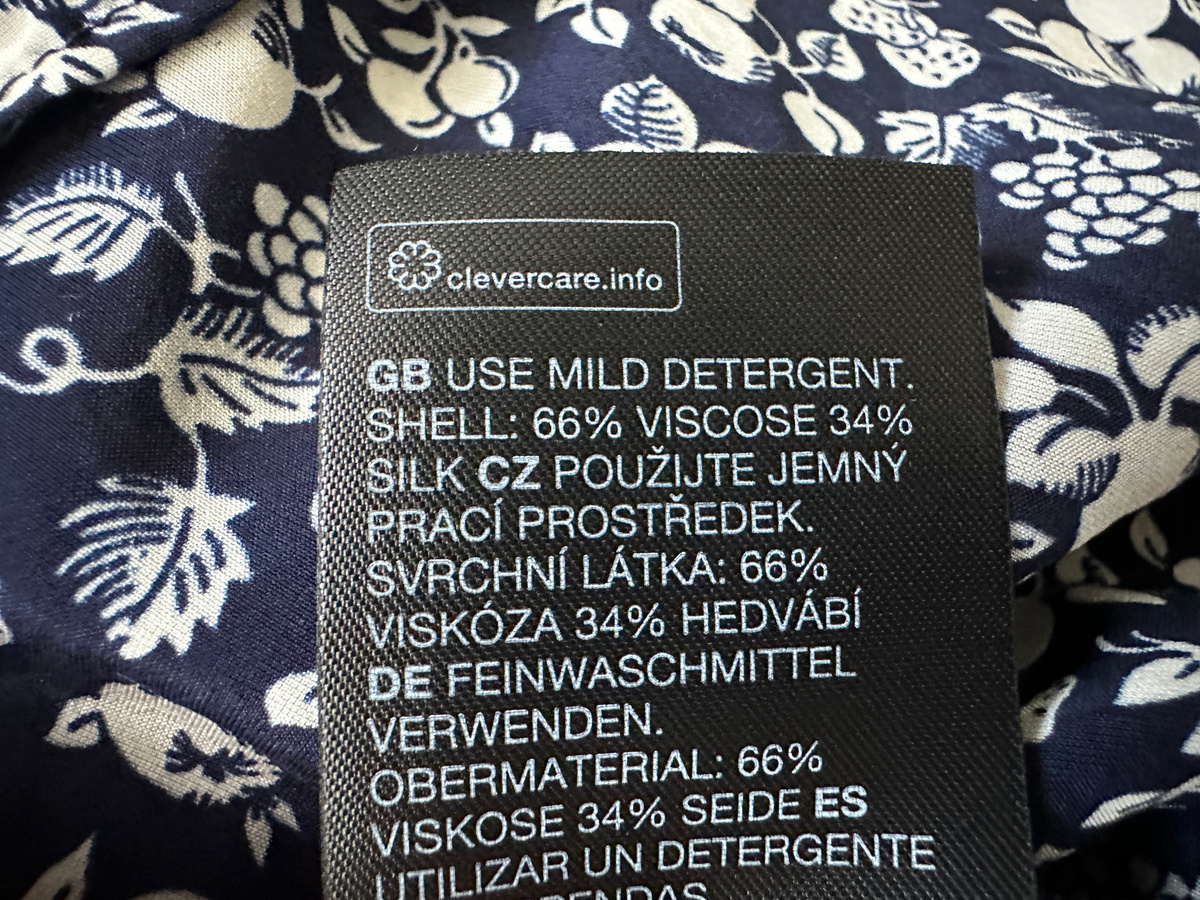 clevercare.info
GB USE MILD DETERGENT.
SHELL: 66% VISCOSE 34%
SILK CZ POUŽIJTE JEMNÝ
PRACÍ PROSTŘEDEK.
SVRCHNÍ LÁTKA: 66%
VISKÓZA 34% HEDVÁBÍ
DE FEINWASCHMITTEL
VERWENDEN.
OBERMATERIAL: 66%
VISKOSE 34% SEIDE ES
UTILIZAR UN DETERGENTE